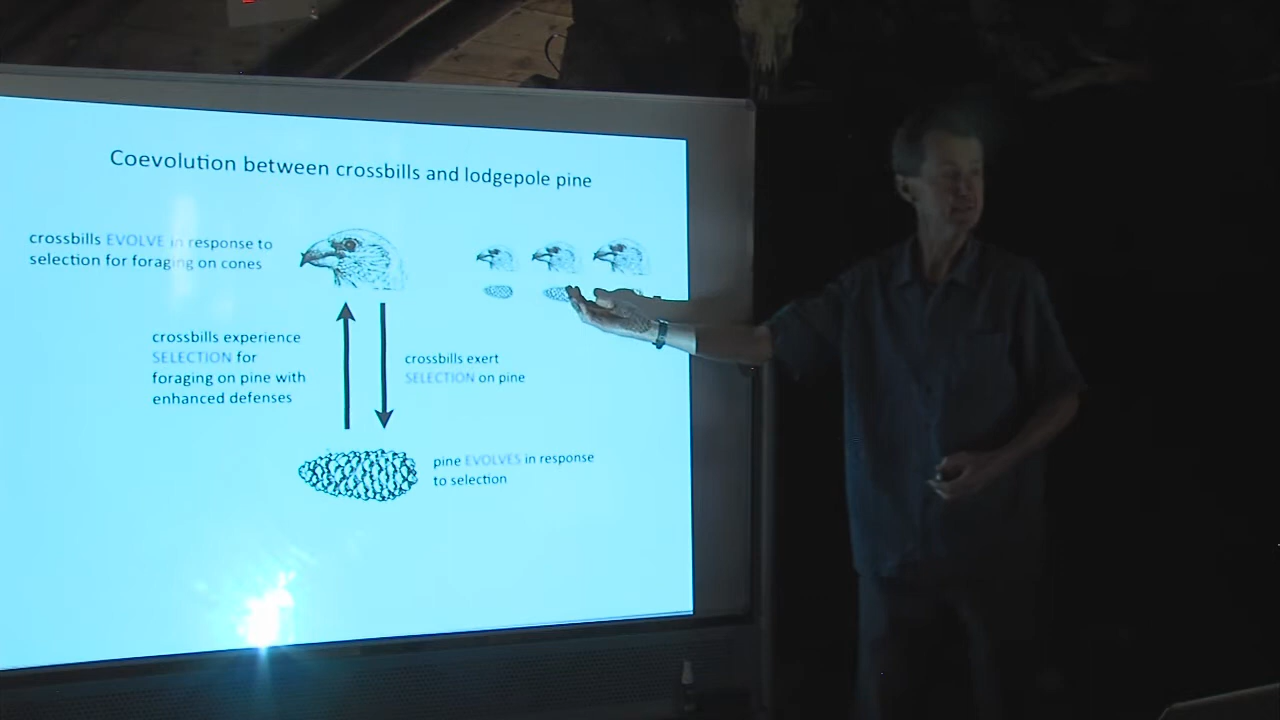 Coevolution between crossbills and lodgepole pine
crossbills EVOLVE in response to
selection for foraging on cones
crossbills experience
SELECTION for
foraging on pine with
enhanced defenses
crossbills exert
SELECTION on pine
pine EVOLVES in response
to selection